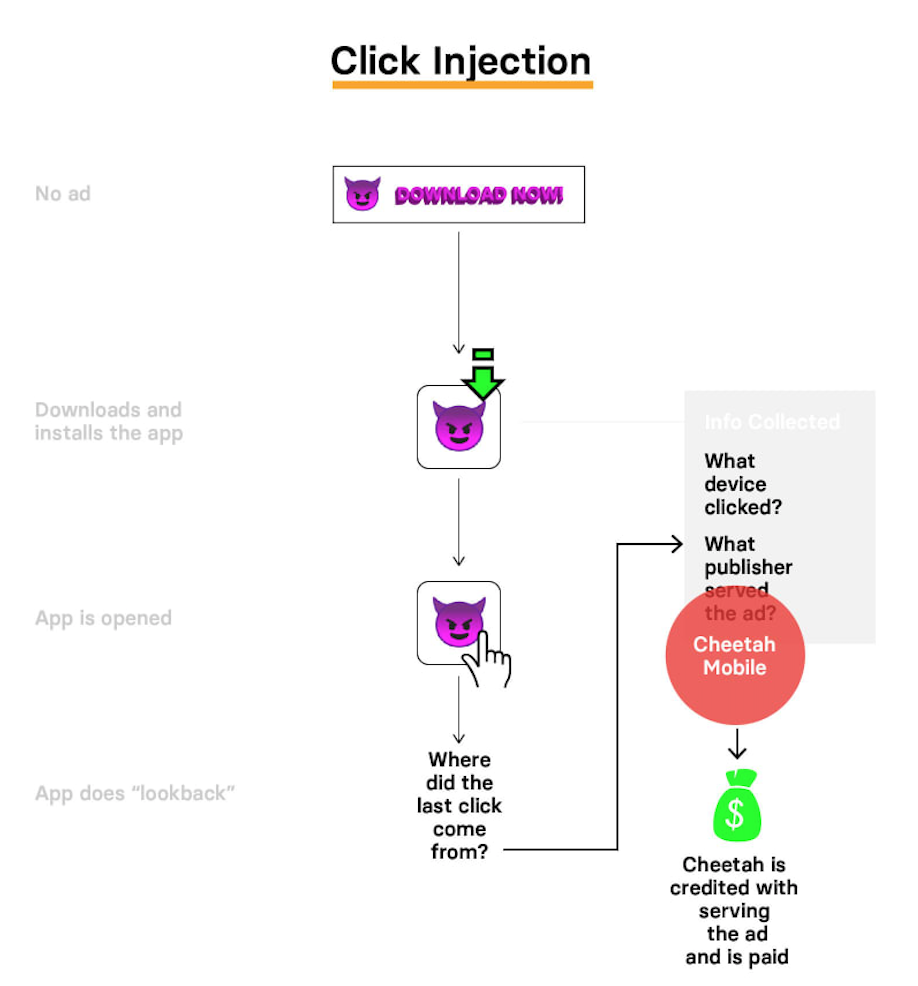 Click Injection
No ad
DOWNLOAD NOW!
Downloads and
installs the app
Info Collected
What
device
clicked?
What
publisher
served
the ad?
App is opened
Cheetah
Mobile
Where
did the
last click
come
from?
App does “lookback”
$
Cheetah is
credited with
serving
the ad
and is paid